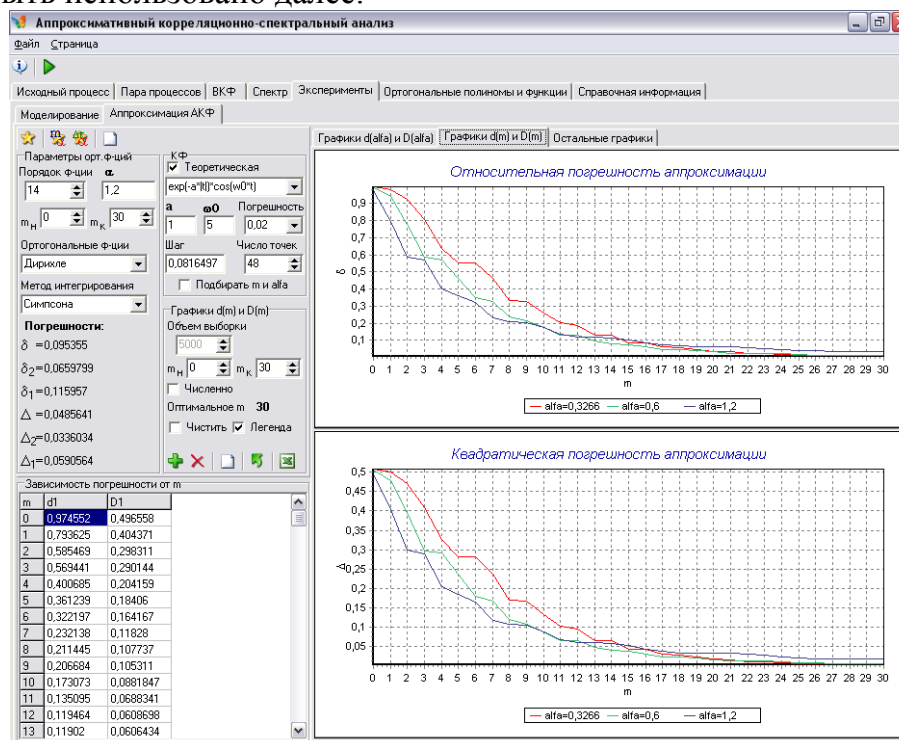 быть использовано далее.
Аппроксимативный корреляционно-спектральный анализ
Файл Страница
Исходный процесс Пара процессов ВКФ Спектр Эксперименты Ортогональные полиномы и функции Справочная информация
Моделирование Аппроксимация АКФ
Параметры орт.ф-ций
Порядок ф-ции α
14 1,2
mн 0 mк 30
Ортогональные ф-ции
Дирихле
Метод интегрирования
Симпсона
Погрешности:
δ =0,095355
δ2=0,0659799
δ1=0,115957
Δ =0,0485641
Δ2=0,0336034
Δ1=0,0590564
КФ
Теоретическая
exp(-a*|t|)*cos(w0*t)
a ω0 Погрешность
1 5 0,02
Шаг Число точек
0,0816497 48
Подбирать m и alfa
Графики d(m) и D(m)
Объем выборки
5000
mн 0 mк 30
Численно
Оптимальное m 30
Чистить Легенда
Зависимость погрешности от m
m d1 D1
0 0,974552 0,496558
1 0,793625 0,404371
2 0,585469 0,298311
3 0,569441 0,290144
4 0,400685 0,204159
5 0,361239 0,18406
6 0,322197 0,164167
7 0,232138 0,11828
8 0,211445 0,107737
9 0,206684 0,105311
10 0,173073 0,0881847
11 0,135095 0,0688341
12 0,119464 0,0608698
13 0,11902 0,0606434
Графики d(alfa) и D(alfa) Графики d(m) и D(m) Остальные графики
Относительная погрешность аппроксимации
0,9
0,8
0,7
0,6
δ 0,5
0,4
0,3
0,2
0,1
0 1 2 3 4 5 6 7 8 9 10 11 12 13 14 15 16 17 18 19 20 21 22 23 24 25 26 27 28 29 30
m
alfa=0,3266 alfa=0,6 alfa=1,2
Квадратическая погрешность аппроксимации
0,5
0,45
0,4
0,35
0,3
Δ 0,25
0,2
0,15
0,1
0,05
0 1 2 3 4 5 6 7 8 9 10 11 12 13 14 15 16 17 18 19 20 21 22 23 24 25 26 27 28 29 30
m
alfa=0,3266 alfa=0,6 alfa=1,2